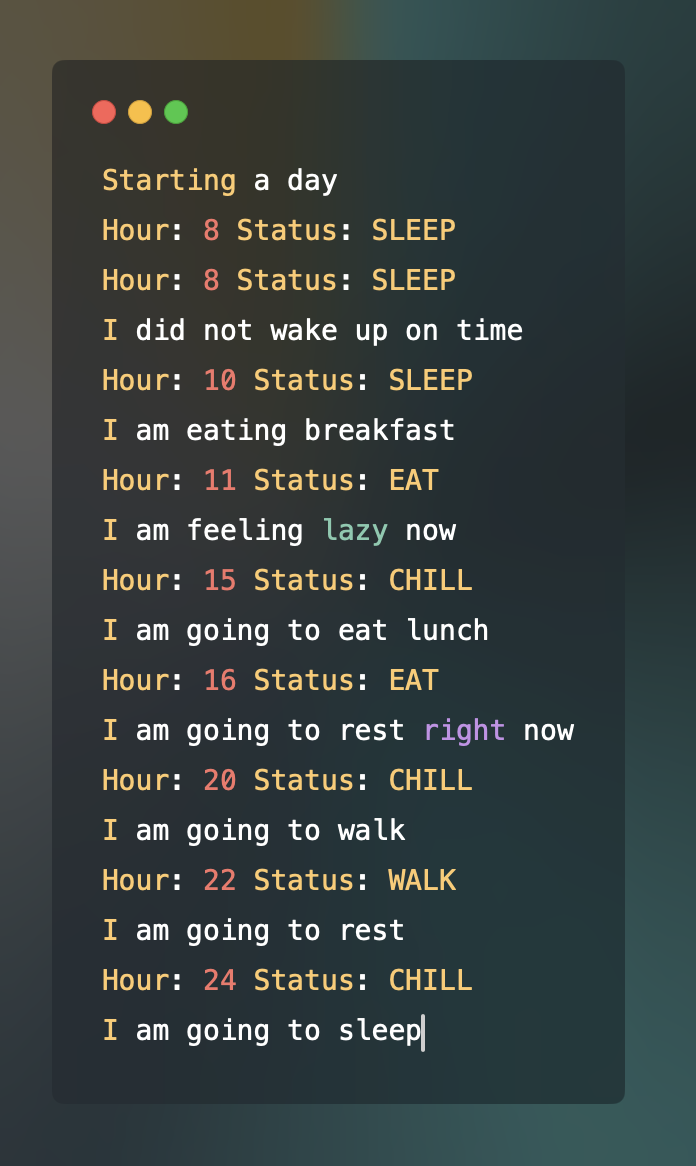 Starting a day
Hour: 8 Status: SLEEP
Hour: 8 Status: SLEEP
I did not wake up on time
Hour: 10 Status: SLEEP
I am eating breakfast
Hour: 11 Status: EAT
I am feeling lazy now
Hour: 15 Status: CHILL
I am going to eat lunch
Hour: 16 Status: EAT
I am going to rest right now
Hour: 20 Status: CHILL
I am going to walk
Hour: 22 Status: WALK
I am going to rest
Hour: 24 Status: CHILL
I am going to sleep